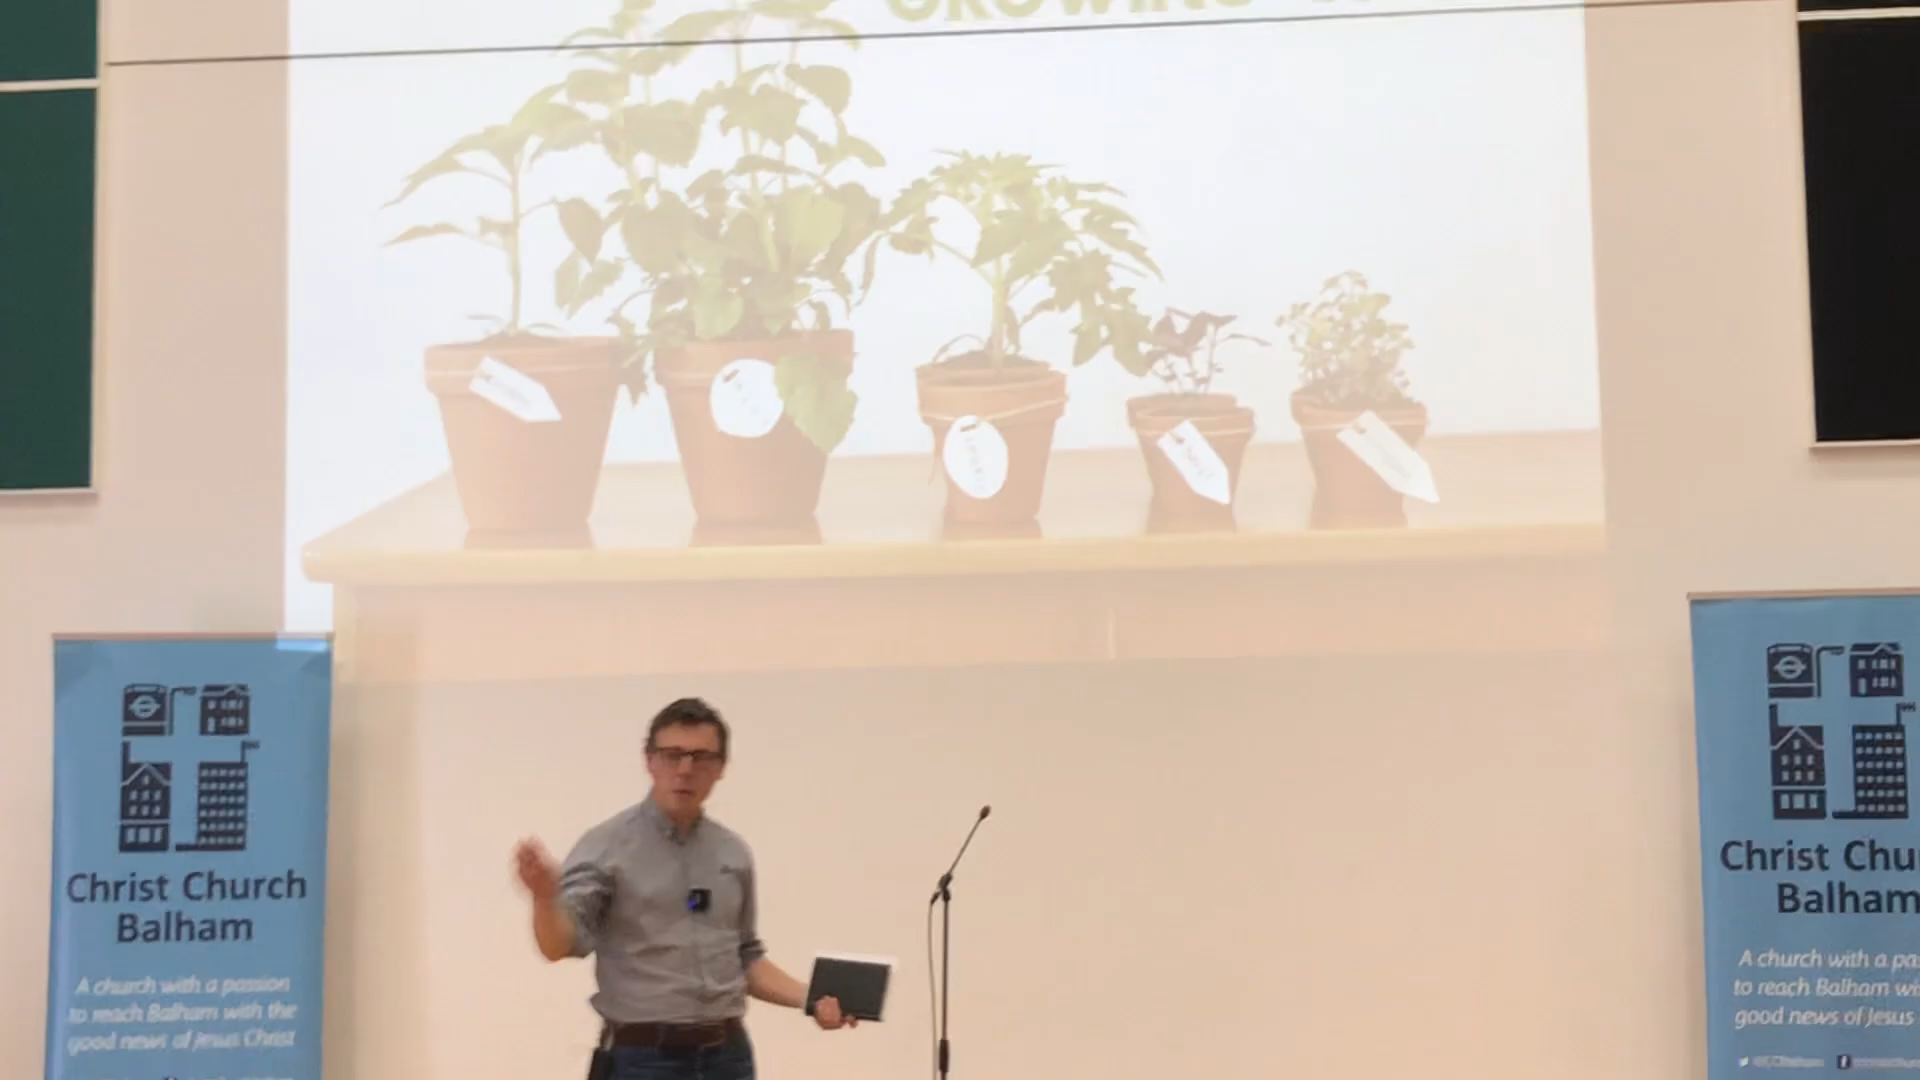 GROWING
Christ Church
Balham
A church with a passion
to reach Balham with the
good news of Jesus Christ
Christ Chu
Balham
A church with a pa
to reach Balham wi
good news of Jesus